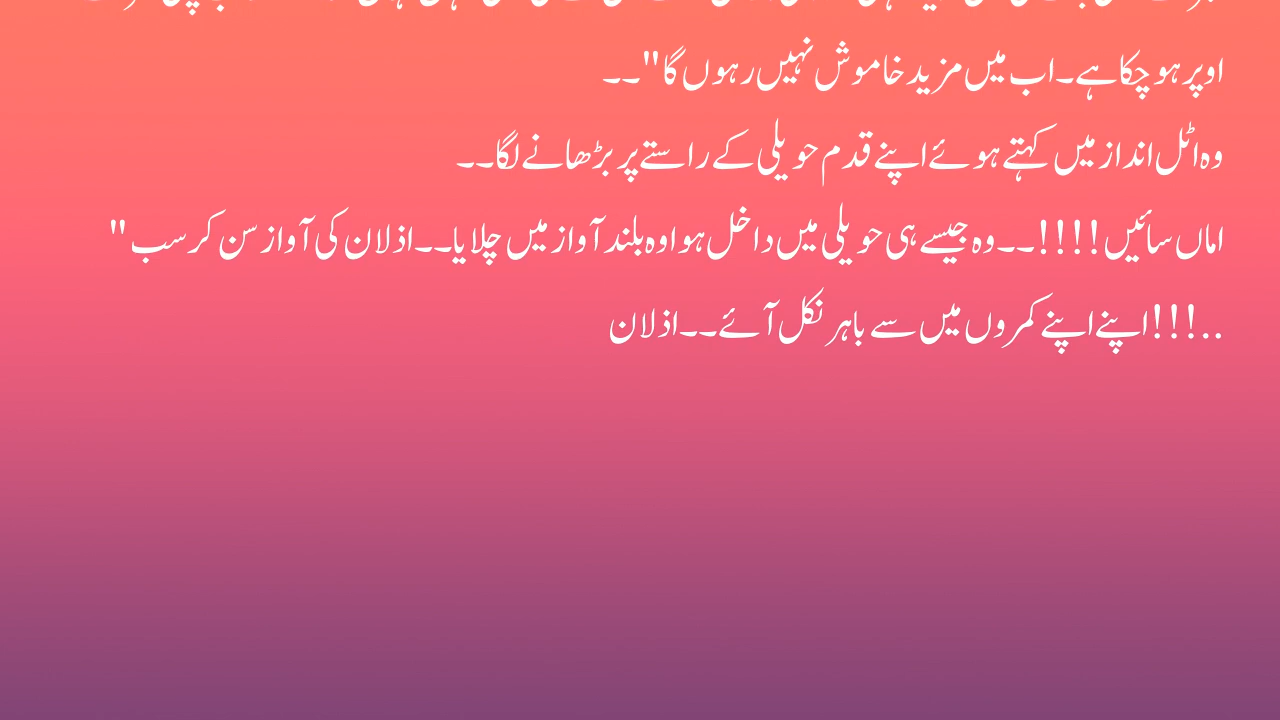 اوپر ہو چکا ہے۔اب میں مزید خاموش نہیں رہوں گا"۔۔
وہ اٹل انداز میں کہتے ہوئے اپنے قدم حویلی کے راستے پر بڑھانے لگا۔۔
اماں سائیں!!!!۔۔وہ جیسے ہی حویلی میں داخل ہوا وہ بلند آواز میں چلایا۔۔اذلان کی آواز سن کر سب"
..!!!اپنے اپنے کمروں میں سے باہر نکل آئے۔۔اذلان